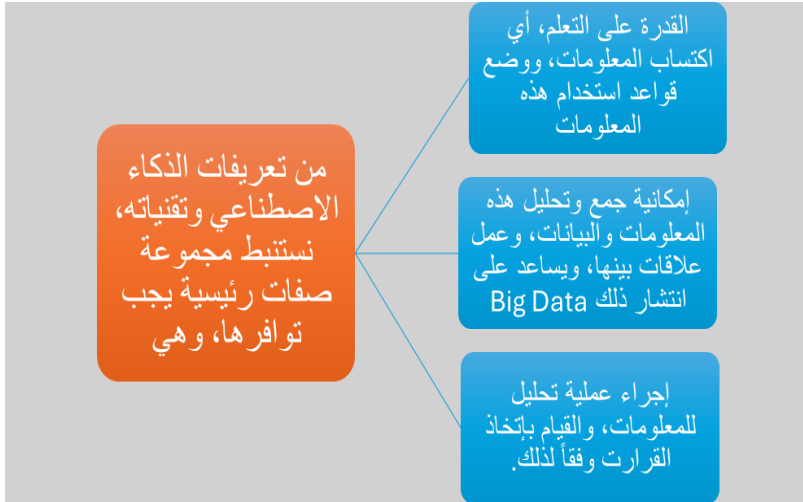 من تعريفات الذكاء
الاصطناعي وتقنياته،
نستنبط مجموعة
صفات رئيسية يجب
توافرها، وهي
القدرة على التعلم، أي
اكتساب المعلومات، ووضع
قواعد استخدام هذه
المعلومات
إمكانية جمع وتحليل هذه
المعلومات والبيانات، وعمل
علاقات بينها، ويساعد على
انتشار ذلك Big Data
إجراء عملية تحليل
للمعلومات، والقيام بإتخاذ
القرارت وفقاً لذلك.